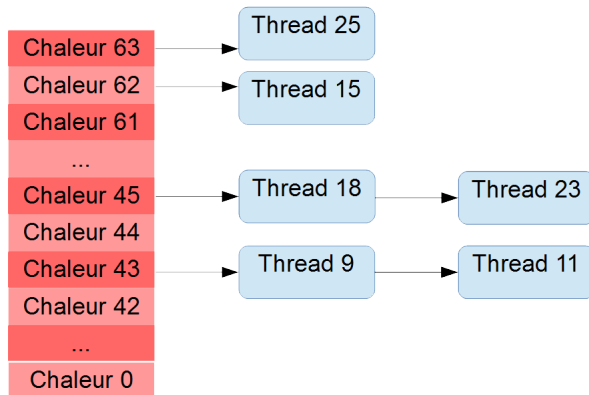 Chaleur 63
Thread 25
Chaleur 62
Thread 15
Chaleur 61
...
Chaleur 45
Thread 18
Thread 23
Chaleur 44
Chaleur 43
Thread 9
Thread 11
Chaleur 42
...
Chaleur 0